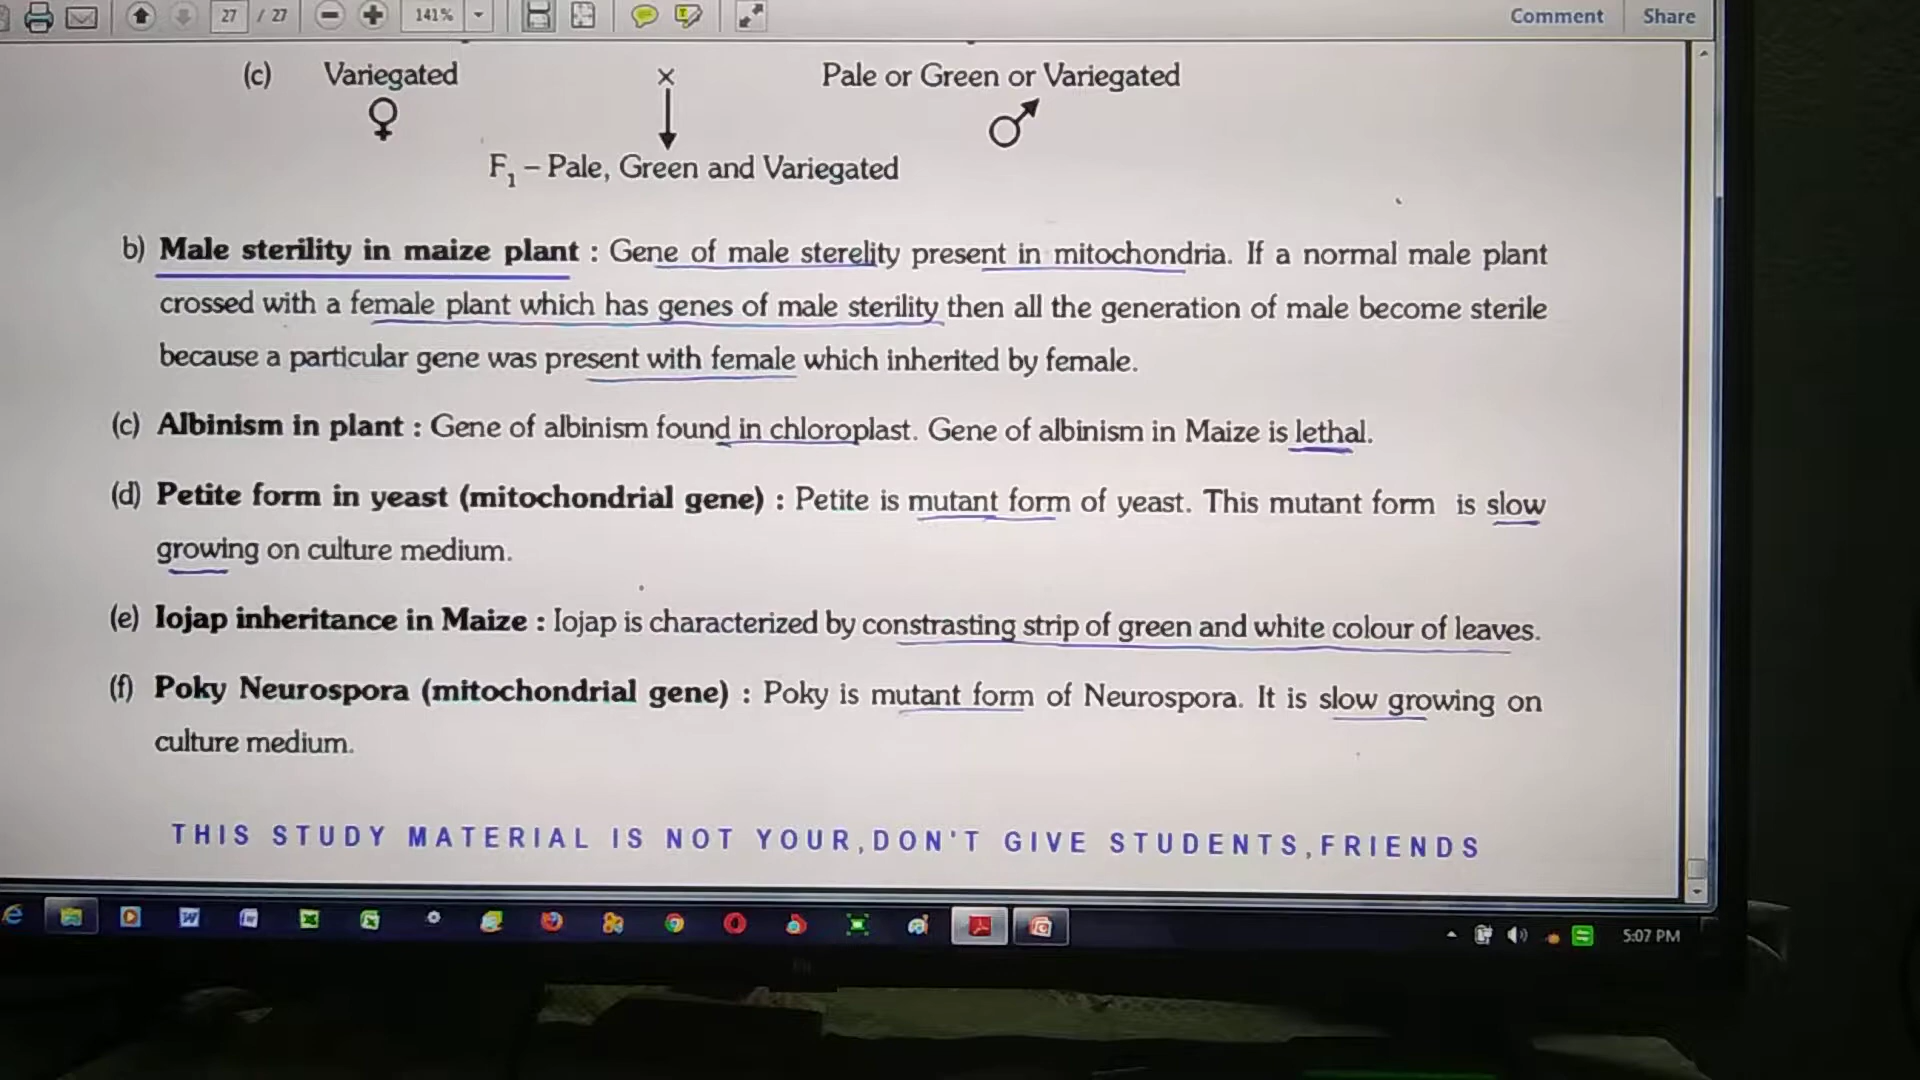 27 / 27 141% Comment Share
(c) Variegated × Pale or Green or Variegated
♀ ♂
F1 – Pale, Green and Variegated
b) Male sterility in maize plant : Gene of male sterelity present in mitochondria. If a normal male plant
crossed with a female plant which has genes of male sterility then all the generation of male become sterile
because a particular gene was present with female which inherited by female.
(c) Albinism in plant : Gene of albinism found in chloroplast. Gene of albinism in Maize is lethal.
(d) Petite form in yeast (mitochondrial gene) : Petite is mutant form of yeast. This mutant form is slow
growing on culture medium.
(e) Iojap inheritance in Maize : Iojap is characterized by constrasting strip of green and white colour of leaves.
(f) Poky Neurospora (mitochondrial gene) : Poky is mutant form of Neurospora. It is slow growing on
culture medium.
THIS STUDY MATERIAL IS NOT YOUR,DON'T GIVE STUDENTS,FRIENDS
5:07 PM